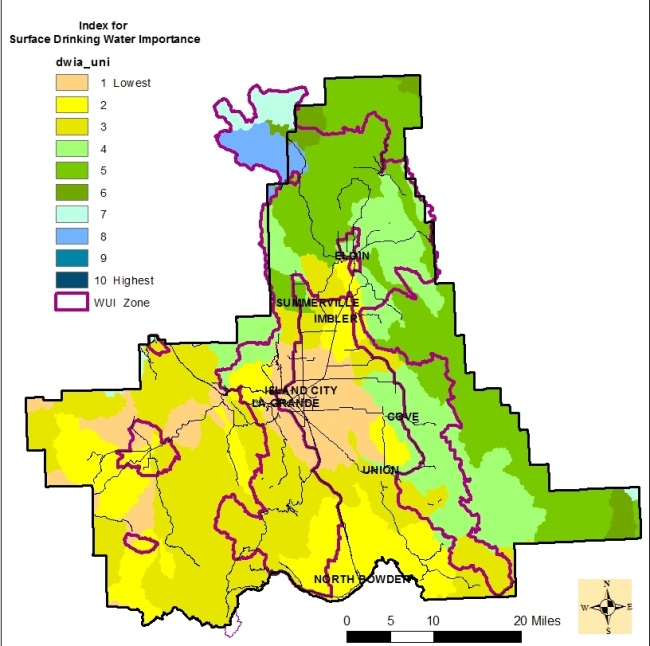 Index for
Surface Drinking Water Importance
dwia_uni
1 Lowest
2
3
4
5
6
7
8
9
10 Highest
WUI Zone
ELGIN
SUMMERVILLE
IMBLER
ISLAND CITY
LA GRANDE
COVE
UNION
NORTH POWDER
N
W E
S
0 5 10 20 Miles